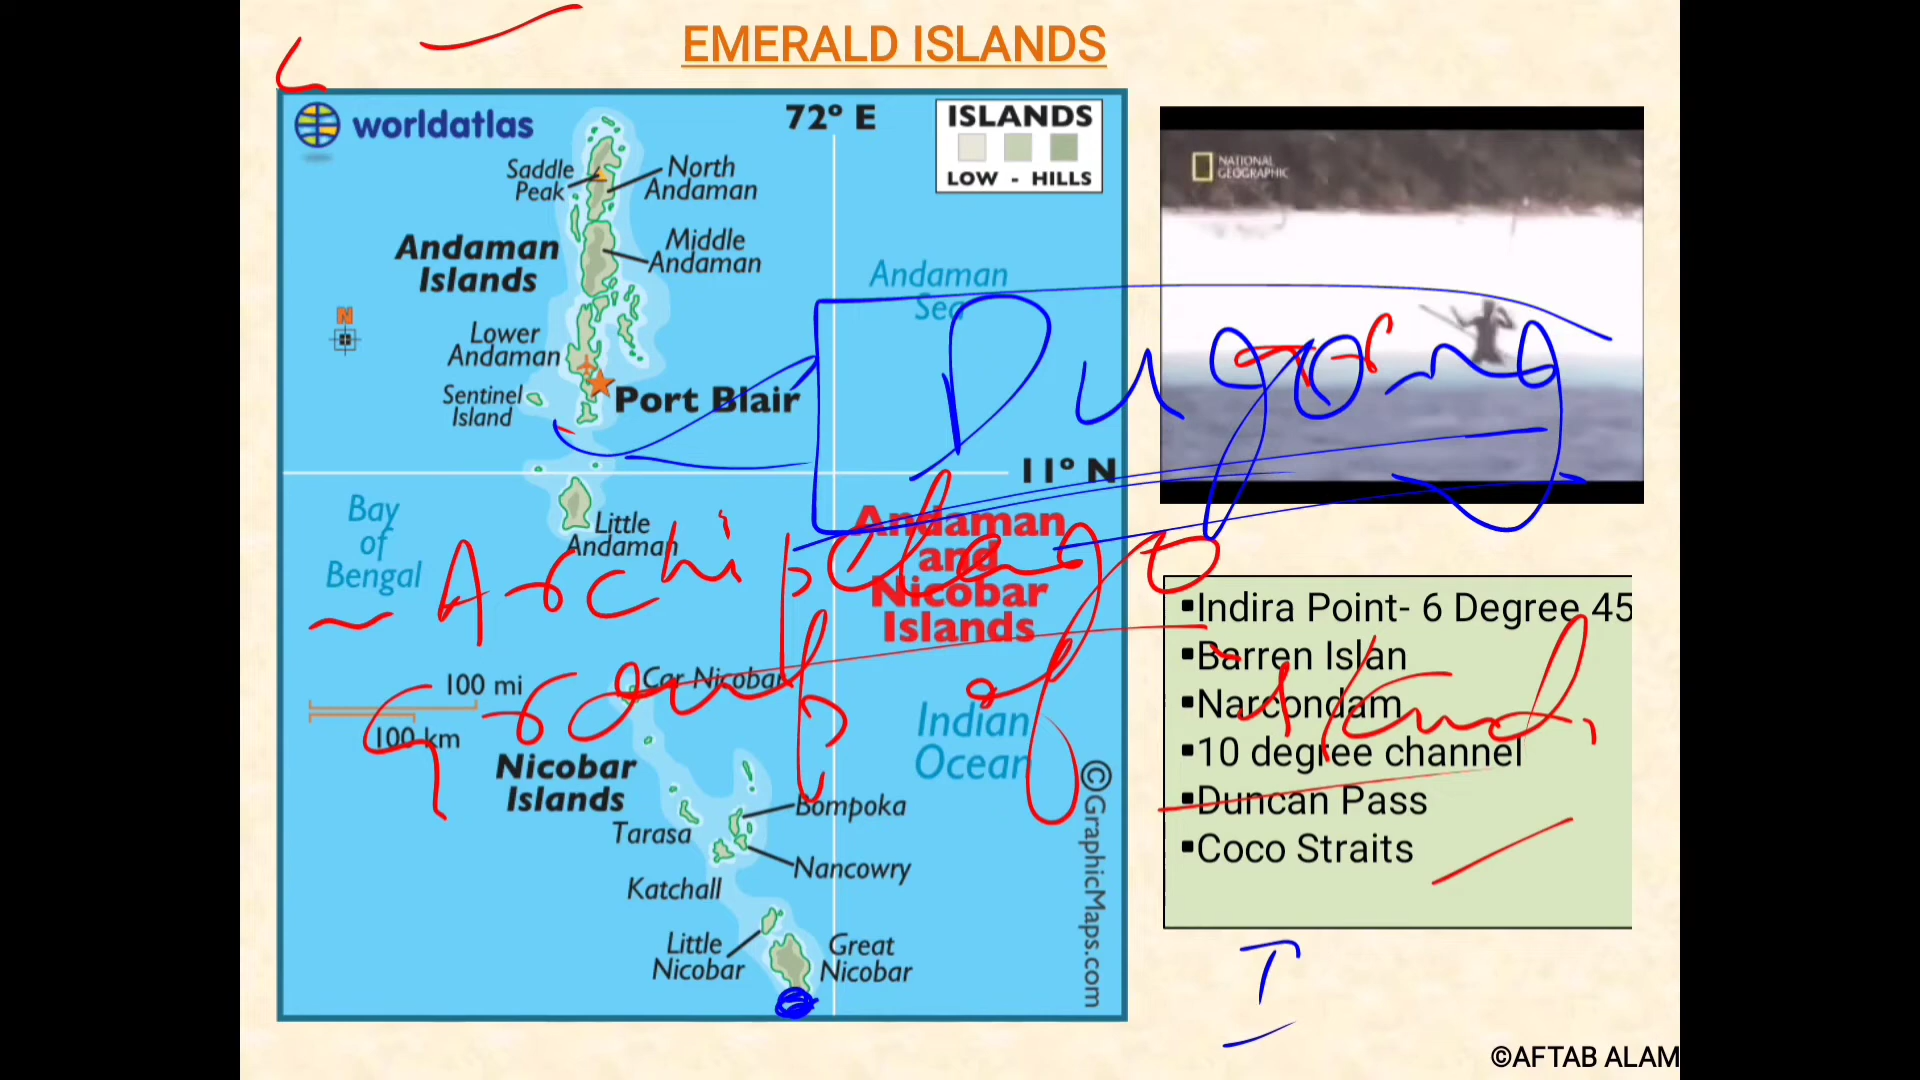 EMERALD ISLANDS
worldatlas
72º E
ISLANDS
LOW - HILLS
Saddle
Peak
North
Andaman
Andaman
Islands
Middle
Andaman
Andaman
Sea
N
Lower
Andaman
Sentinel
Island
Port Blair
11º N
Bay
of
Bengal
Little
Andaman
Andaman
and
Nicobar
Islands
100 mi
100 km
Car Nicobar
Indian
Ocean
Nicobar
Islands
Bompoka
Tarasa
Nancowry
Katchall
Little
Nicobar
Great
Nicobar
©GraphicMaps.com
NATIONAL
GEOGRAPHIC
Dugong
Archipelago
Group of
▪Indira Point- 6 Degree 45
▪Barren Islan
▪Narcondam
▪10 degree channel
▪Duncan Pass
▪Coco Straits
I
©AFTAB ALAM